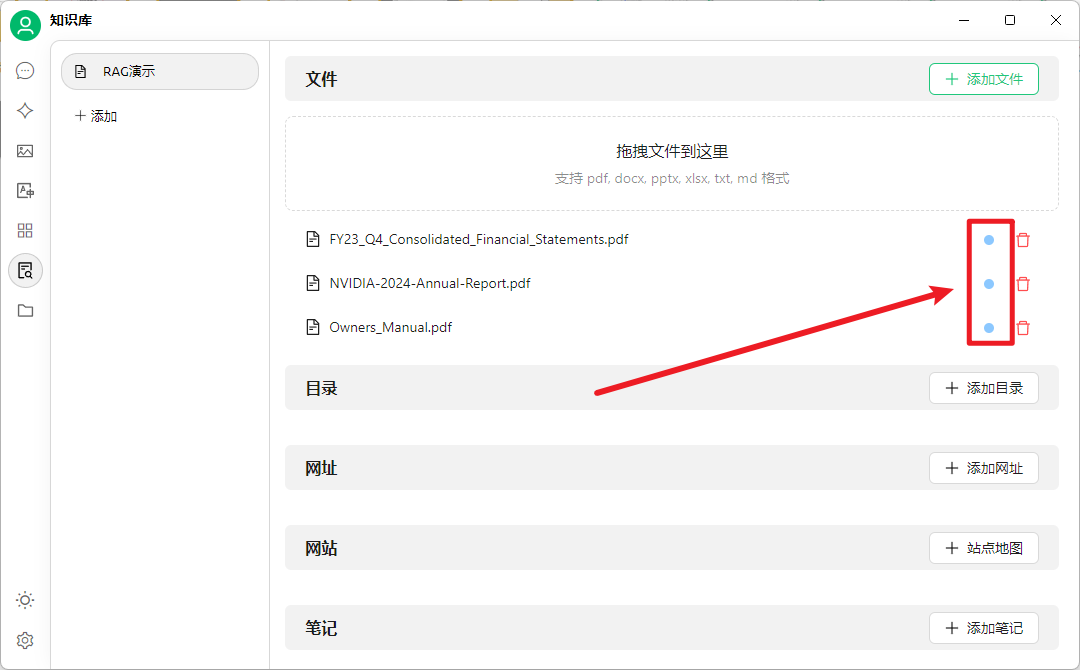 知识库
RAG演示
添加
文件
添加文件
拖拽文件到这里
支持 pdf, docx, pptx, xlsx, txt, md 格式
FY23_Q4_Consolidated_Financial_Statements.pdf
NVIDIA-2024-Annual-Report.pdf
Owners_Manual.pdf
目录
添加目录
网址
添加网址
网站
站点地图
笔记
添加笔记